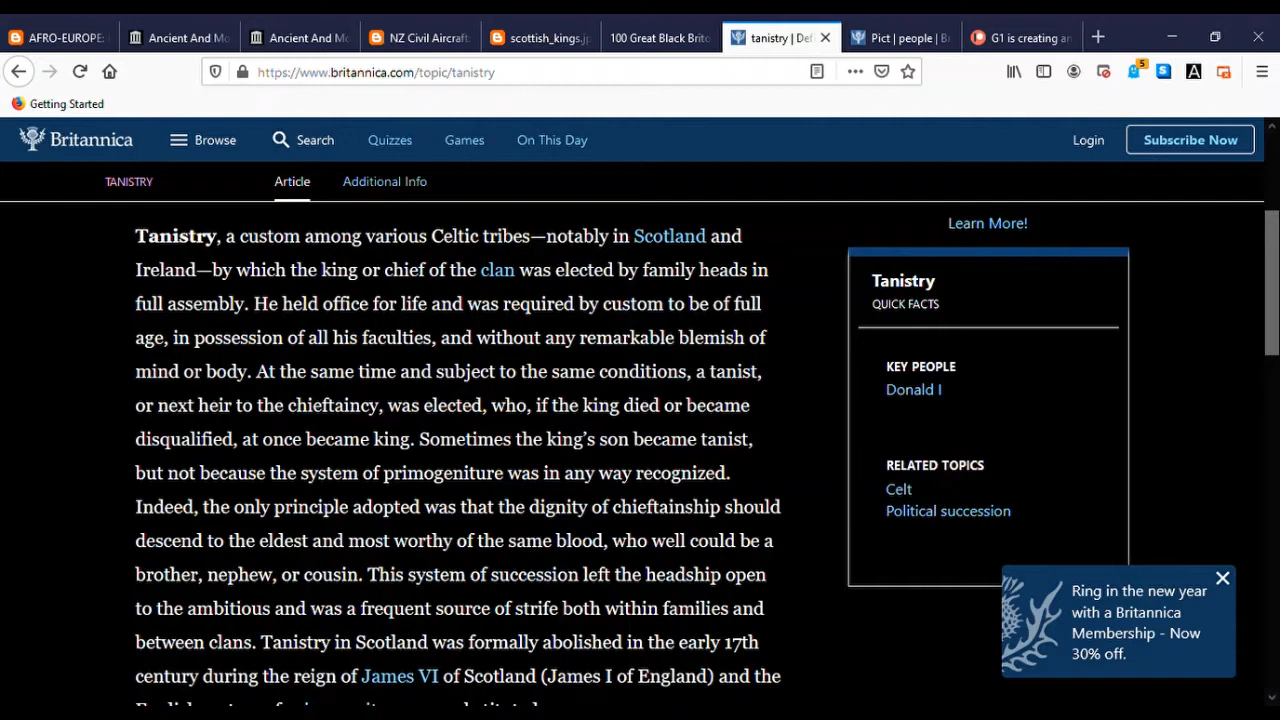 AFRO-EUROPE:
Ancient And Mo
Ancient And Mo
NZ Civil Aircraft
scottish_kings.jp
100 Great Black Brito
tanistry | Def
Pict | people | B
G1 is creating an
https://www.britannica.com/topic/tanistry
5
A
Getting Started
Britannica
Browse
Search
Quizzes
Games
On This Day
Login
Subscribe Now
TANISTRY
Article
Additional Info
Tanistry, a custom among various Celtic tribes—notably in Scotland and
Ireland—by which the king or chief of the clan was elected by family heads in
full assembly. He held office for life and was required by custom to be of full
age, in possession of all his faculties, and without any remarkable blemish of
mind or body. At the same time and subject to the same conditions, a tanist,
or next heir to the chieftaincy, was elected, who, if the king died or became
disqualified, at once became king. Sometimes the king's son became tanist,
but not because the system of primogeniture was in any way recognized.
Indeed, the only principle adopted was that the dignity of chieftainship should
descend to the eldest and most worthy of the same blood, who well could be a
brother, nephew, or cousin. This system of succession left the headship open
to the ambitious and was a frequent source of strife both within families and
between clans. Tanistry in Scotland was formally abolished in the early 17th
century during the reign of James VI of Scotland (James I of England) and the
Learn More!
Tanistry
QUICK FACTS
KEY PEOPLE
Donald I
RELATED TOPICS
Celt
Political succession
Ring in the new year
with a Britannica
Membership - Now
30% off.